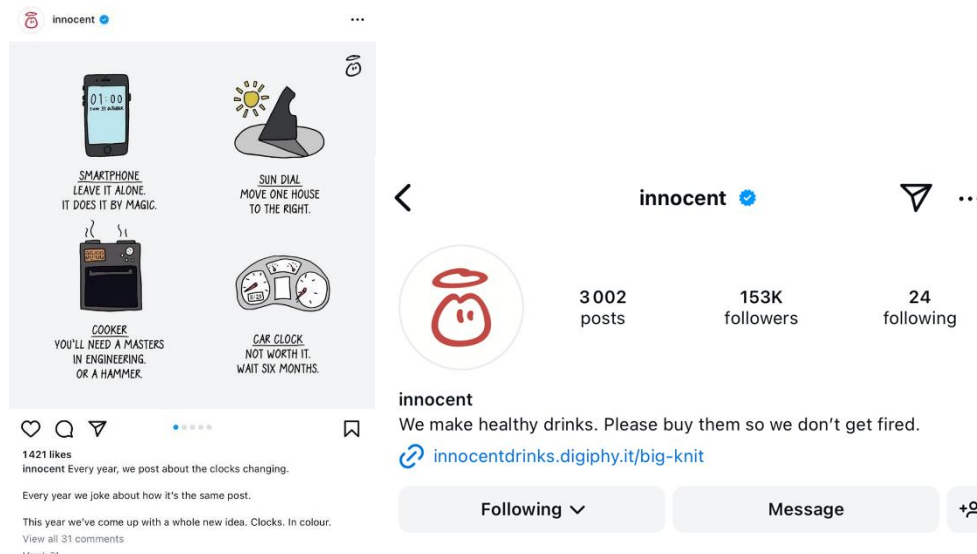 innocent
01:00
SMARTPHONE
LEAVE IT ALONE.
IT DOES IT BY MAGIC.
SUN DIAL
MOVE ONE HOUSE
TO THE RIGHT.
COOKER
YOU'LL NEED A MASTERS
IN ENGINEERING.
OR A HAMMER.
CAR CLOCK
NOT WORTH IT.
WAIT SIX MONTHS.
1421 likes
innocent Every year, we post about the clocks changing.
Every year we joke about how it's the same post.
This year we've come up with a whole new idea. Clocks. In colour.
View all 31 comments
innocent
3 002
posts
153K
followers
24
following
innocent
We make healthy drinks. Please buy them so we don't get fired.
innocentdrinks.digiphy.it/big-knit
Following
Message